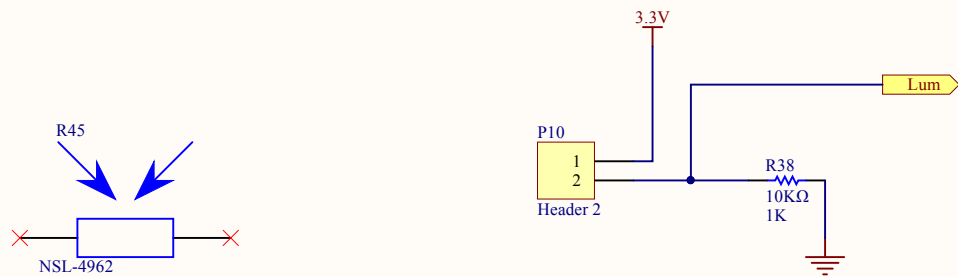 3.3V
Lum
R45
P10
1
2
Header 2
R38
10KΩ
1K
NSL-4962